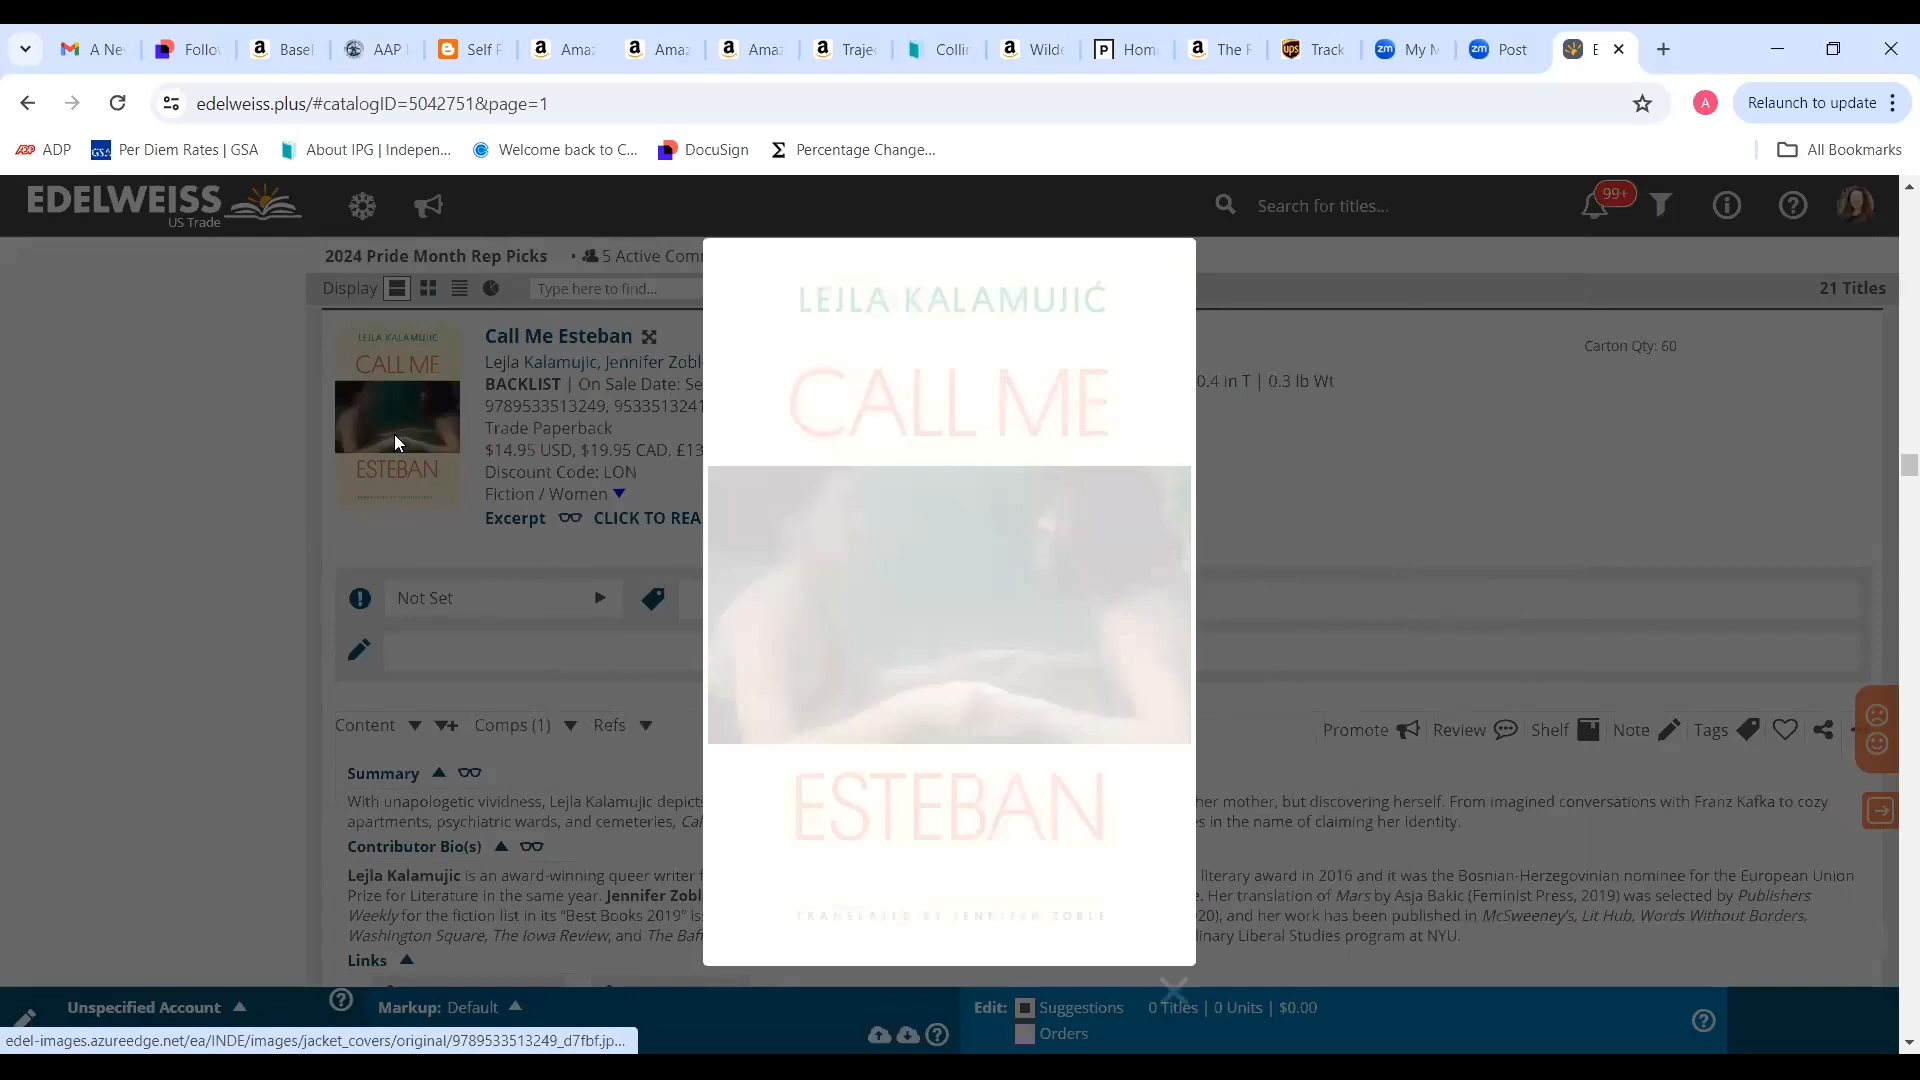 A Ne
Follo
Basel
AAP
Self F
Amaz
Amaz
Amaz
Traje
Collin
Wilde
Hom
The F
Track
My M
Post
E
edelweiss.plus/#catalogID=5042751&page=1
A
Relaunch to update
ADP
Per Diem Rates | GSA
About IPG | Indepen...
Welcome back to C...
DocuSign
Percentage Change...
All Bookmarks
EDELWEISS
US Trade
Search for titles...
99+
2024 Pride Month Rep Picks • 5 Active Com
Display
Type here to find...
21 Titles
LEJLA KALAMUJIĆ
CALL ME
ESTEBAN
Call Me Esteban
Lejla Kalamujic, Jennifer Zobl
BACKLIST | On Sale Date: Se
0.4 in T | 0.3 lb Wt
Carton Qty: 60
9789533513249, 953351324
Trade Paperback
$14.95 USD, $19.95 CAD, £13
Discount Code: LON
Fiction / Women
Excerpt CLICK TO REA
LEJLA KALAMUJIĆ
CALL ME
ESTEBAN
TRANSLATED BY JENNIFER ZOBLE
Not Set
Content Comps (1) Refs
Promote Review Shelf Note Tags
Summary
With unapologetic vividness, Lejla Kalamujic depicts
her mother, but discovering herself. From imagined conversations with Franz Kafka to cozy
apartments, psychiatric wards, and cemeteries, Cal
s in the name of claiming her identity.
Contributor Bio(s)
Lejla Kalamujic is an award-winning queer writer f
literary award in 2016 and it was the Bosnian-Herzegovinian nominee for the European Union
Prize for Literature in the same year. Jennifer Zobl
e. Her translation of Mars by Asja Bakic (Feminist Press, 2019) was selected by Publishers
Weekly for the fiction list in its "Best Books 2019" is
20), and her work has been published in McSweeney's, Lit Hub, Words Without Borders,
Washington Square, The Iowa Review, and The Baf
linary Liberal Studies program at NYU.
Links
Unspecified Account
Markup: Default
Edit: Suggestions 0 Titles | 0 Units | $0.00
Orders
edel-images.azureedge.net/ea/INDE/images/jacket_covers/original/9789533513249_d7fbf.jp...